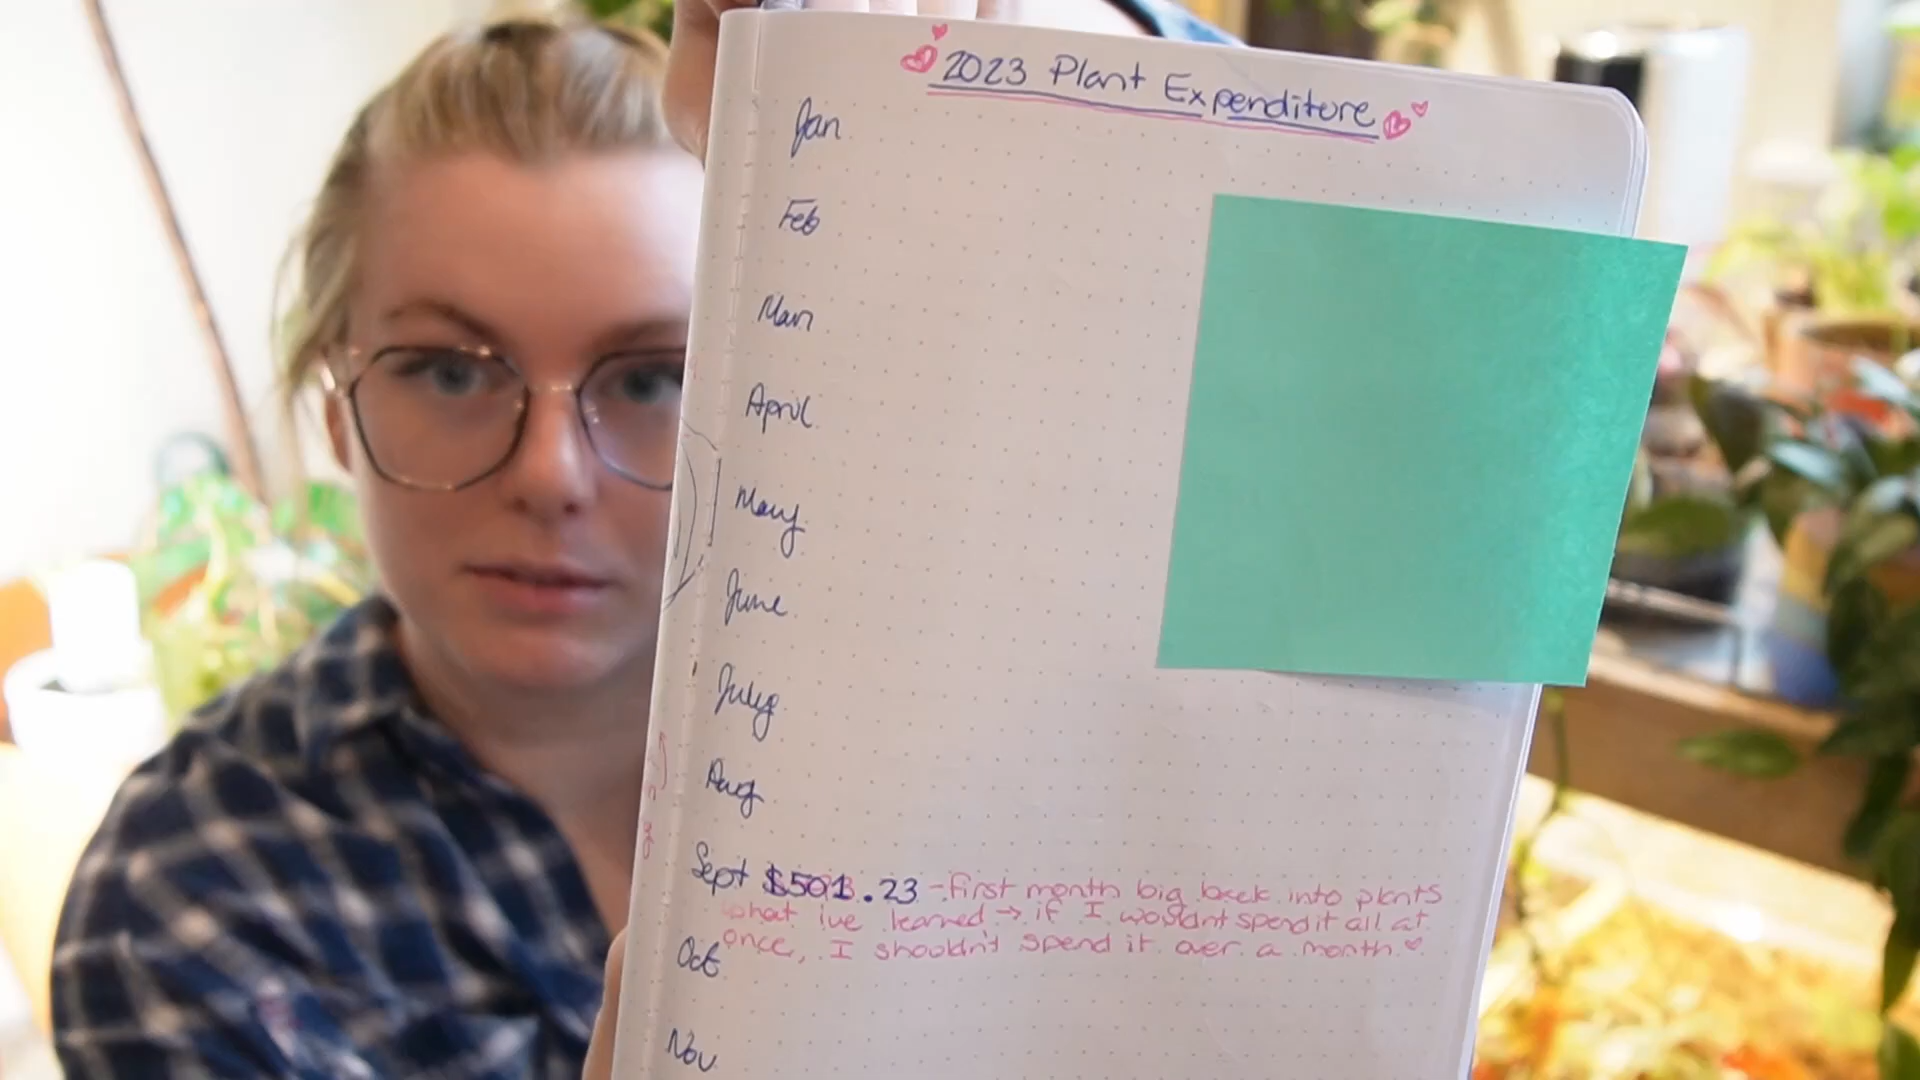 2023 Plant Expenditure
Jan
Feb
Mar
April
May
June
July
Aug
Sept $501.23 - first month big back into plants
what ive learned → if I wouldnt spend it all at
once, I shouldn't spend it over a month ♡
Oct
Nov